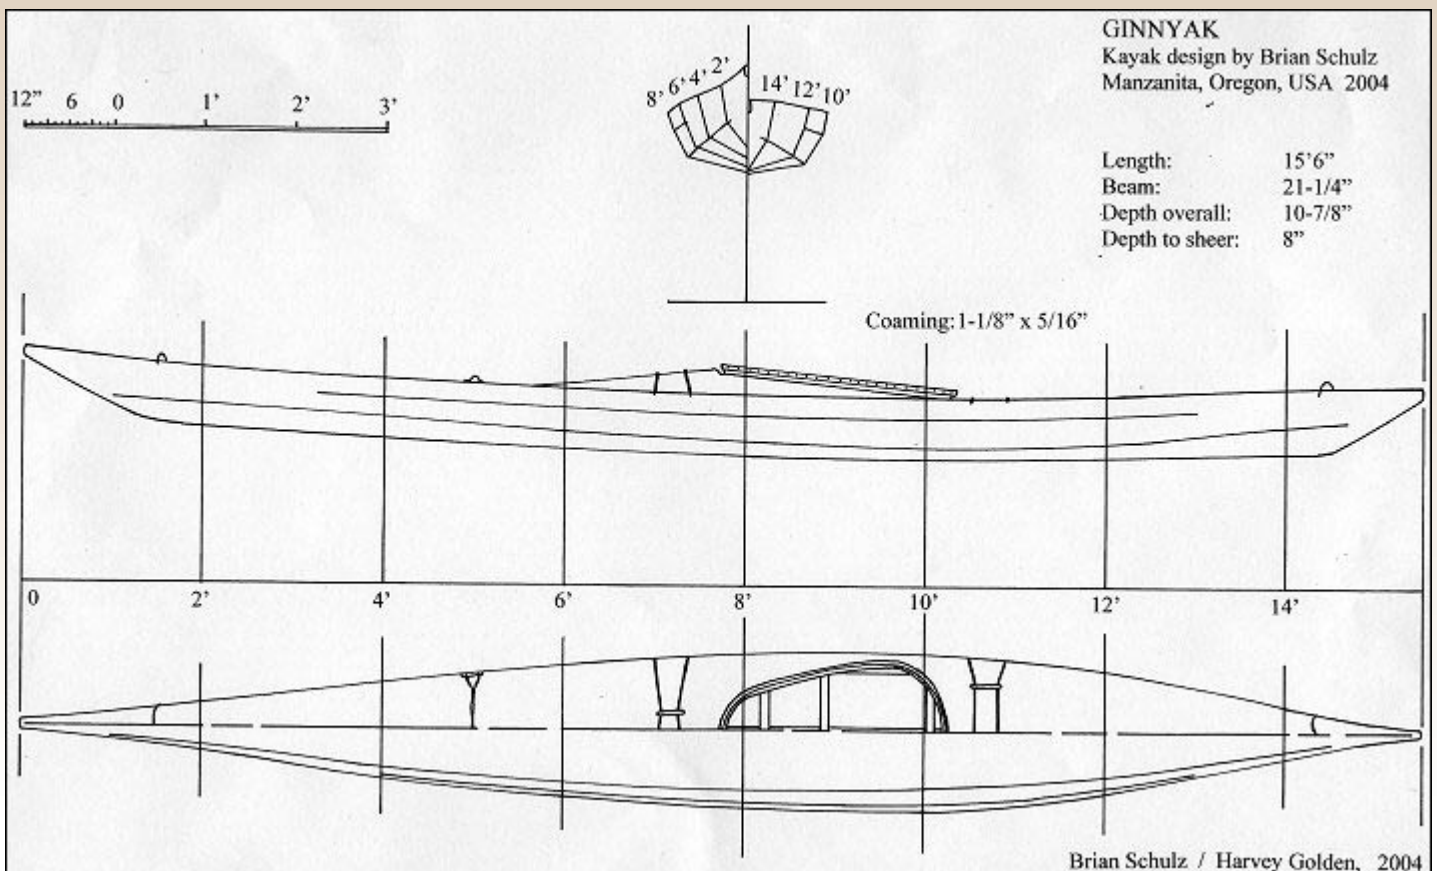 GINNYAK
Kayak design by Brian Schulz
Manzanita, Oregon, USA 2004
12” 6 0 1’ 2’ 3’
8’ 6’ 4’ 2’ 14’ 12’ 10’
Length: 15’6”
Beam: 21-1/4”
Depth overall: 10-7/8”
Depth to sheer: 8”
Coaming: 1-1/8” x 5/16”
0 2’ 4’ 6’ 8’ 10’ 12’ 14’
Brian Schulz / Harvey Golden, 2004